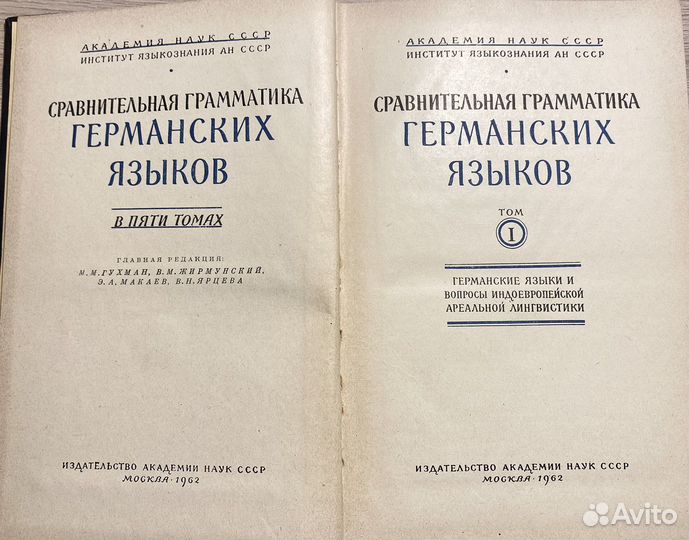 АКАДЕМИЯ НАУК СССР
ИНСТИТУТ ЯЗЫКОЗНАНИЯ АН СССР
СРАВНИТЕЛЬНАЯ ГРАММАТИКА
ГЕРМАНСКИХ
ЯЗЫКОВ
В ПЯТИ ТОМАХ
ГЛАВНАЯ РЕДАКЦИЯ:
М.М.ГУХМАН, В.М.ЖИРМУНСКИЙ,
Э.А.МАКАЕВ, В.Н.ЯРЦЕВА
ИЗДАТЕЛЬСТВО АКАДЕМИИ НАУК СССР
МОСКВА · 1962
АКАДЕМИЯ НАУК СССР
ИНСТИТУТ ЯЗЫКОЗНАНИЯ АН СССР
СРАВНИТЕЛЬНАЯ ГРАММАТИКА
ГЕРМАНСКИХ
ЯЗЫКОВ
ТОМ
I
ГЕРМАНСКИЕ ЯЗЫКИ И
ВОПРОСЫ ИНДОЕВРОПЕЙСКОЙ
АРЕАЛЬНОЙ ЛИНГВИСТИКИ
ИЗДАТЕЛЬСТВО АКАДЕМИИ НАУК СССР
МОСКВА · 1962
Avito